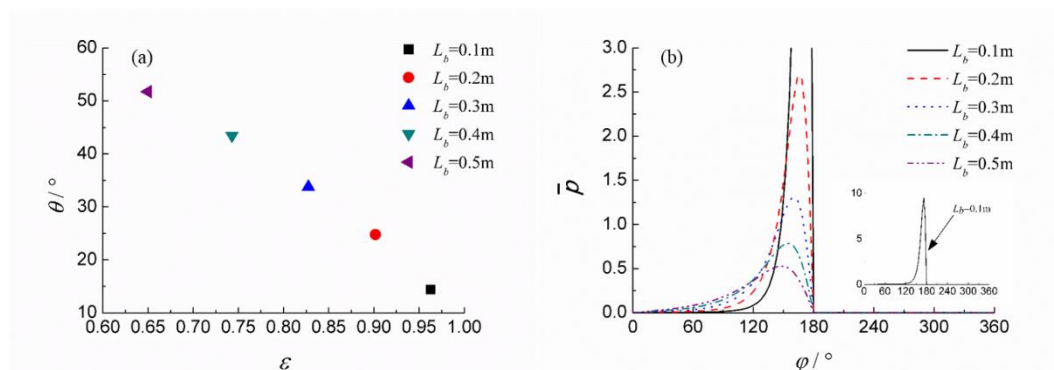 (a)
60
50
40
30
20
10
θ / °
0.60 0.65 0.70 0.75 0.80 0.85 0.90 0.95 1.00
ε
L_b=0.1m
L_b=0.2m
L_b=0.3m
L_b=0.4m
L_b=0.5m
(b)
3.0
2.5
2.0
1.5
1.0
0.5
0.0
p̄
0 60 120 180 240 300 360
φ / °
L_b=0.1m
L_b=0.2m
L_b=0.3m
L_b=0.4m
L_b=0.5m
10
5
0
0 60 120 180 240 300 360
L_b=0.1m